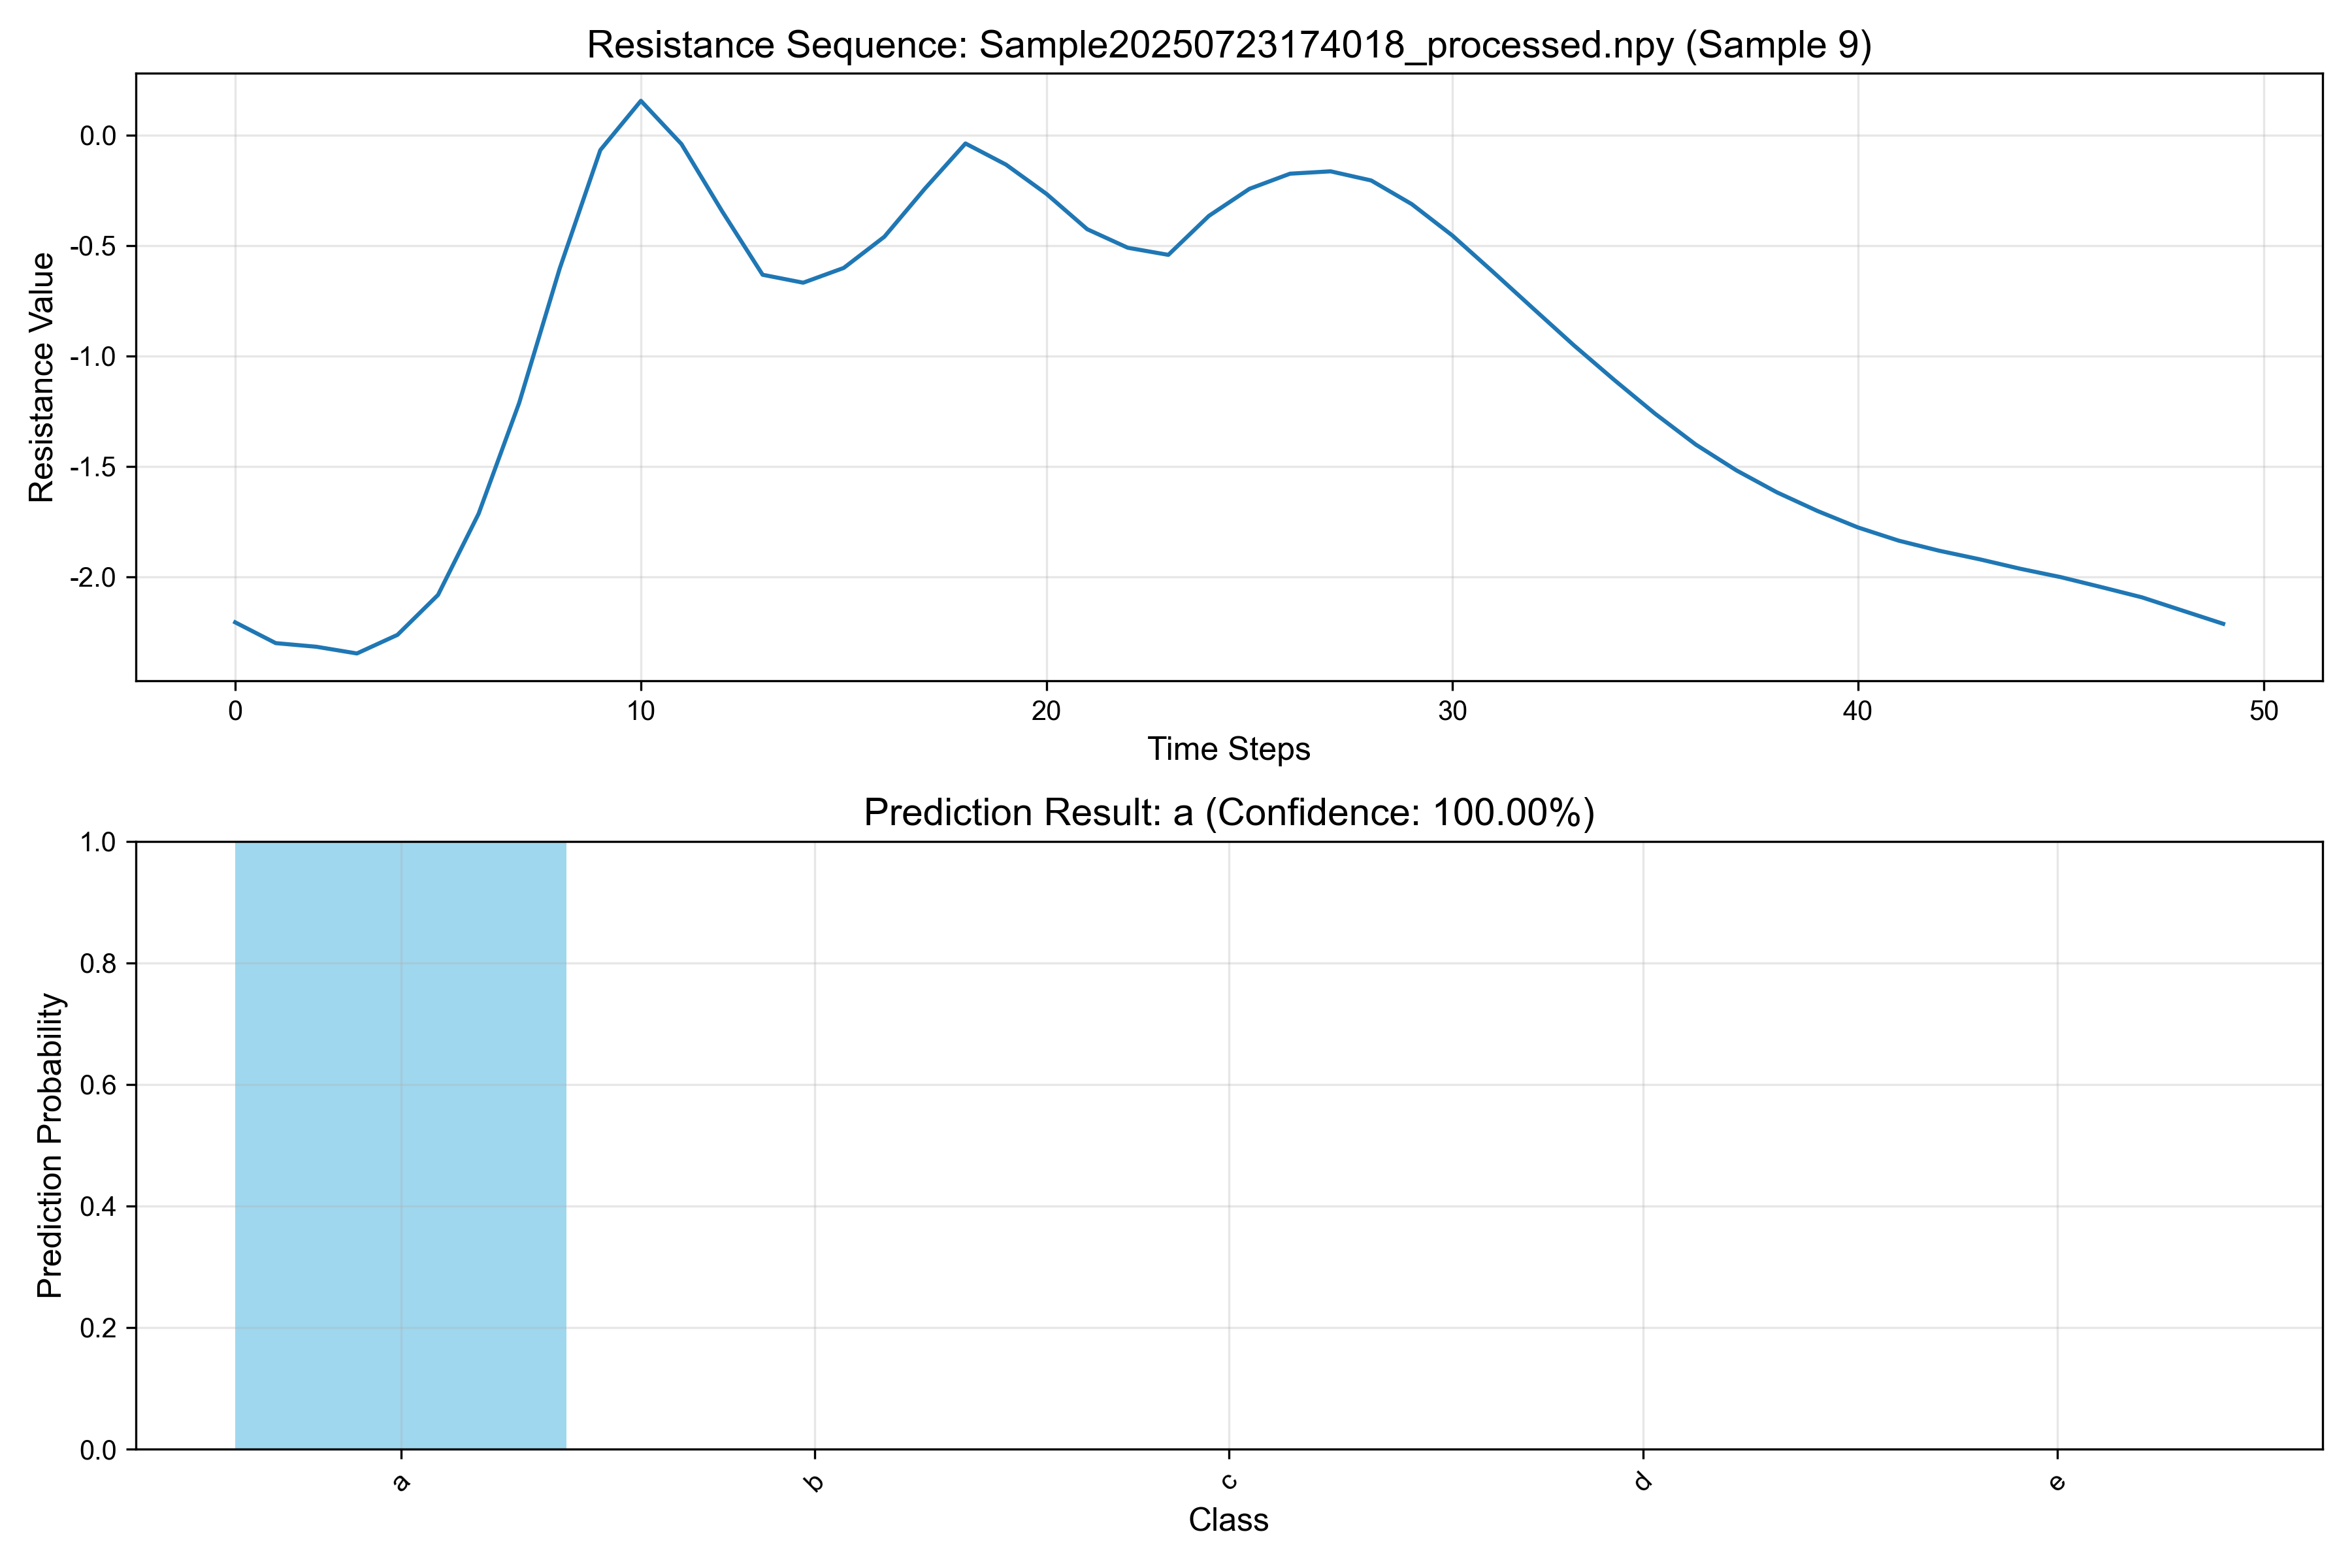 Resistance Sequence: Sample20250723174018_processed.npy (Sample 9)
Resistance Value
0.0
-0.5
-1.0
-1.5
-2.0
0 10 20 30 40 50
Time Steps
Prediction Result: a (Confidence: 100.00%)
Prediction Probability
1.0
0.8
0.6
0.4
0.2
0.0
a b c d e
Class